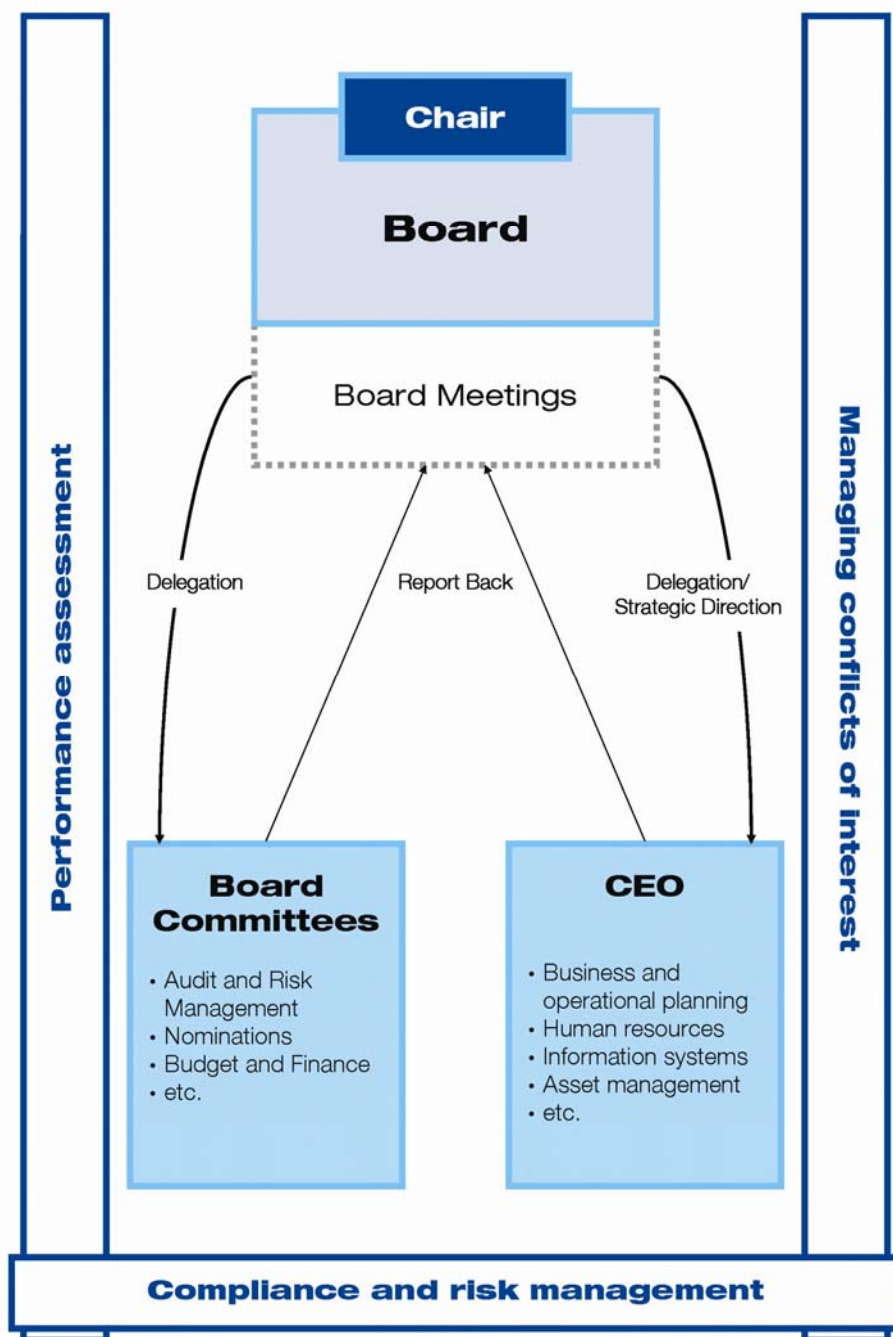 Chair
Board
Board Meetings
Performance assessment
Managing conflicts of interest
Delegation
Report Back
Delegation/
Strategic Direction
Board
Committees
• Audit and Risk
Management
• Nominations
• Budget and Finance
• etc.
CEO
• Business and
operational planning
• Human resources
• Information systems
• Asset management
• etc.
Compliance and risk management